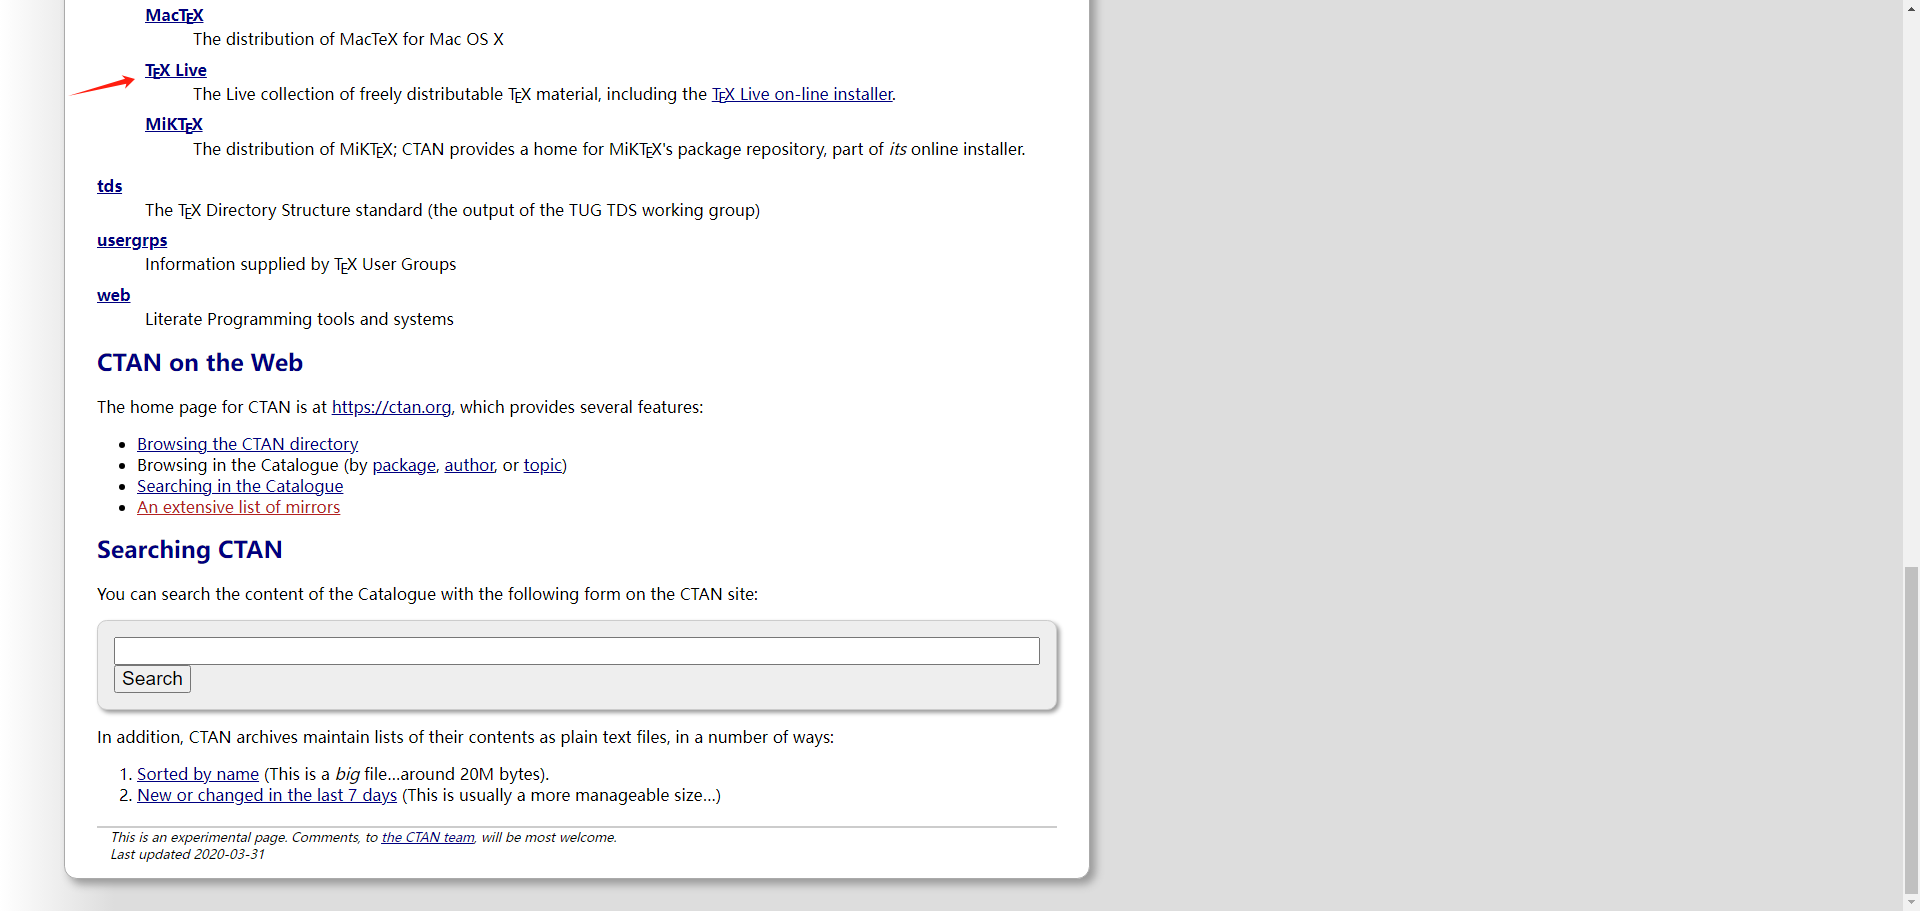 MacTEX
The distribution of MacTeX for Mac OS X
TEX Live
The Live collection of freely distributable TEX material, including the TEX Live on-line installer.
MiKTEX
The distribution of MiKTEX; CTAN provides a home for MiKTEX's package repository, part of its online installer.
tds
The TEX Directory Structure standard (the output of the TUG TDS working group)
usergrps
Information supplied by TEX User Groups
web
Literate Programming tools and systems
CTAN on the Web
The home page for CTAN is at https://ctan.org, which provides several features:
• Browsing the CTAN directory
• Browsing in the Catalogue (by package, author, or topic)
• Searching in the Catalogue
• An extensive list of mirrors
Searching CTAN
You can search the content of the Catalogue with the following form on the CTAN site:
Search
In addition, CTAN archives maintain lists of their contents as plain text files, in a number of ways:
1. Sorted by name (This is a big file...around 20M bytes).
2. New or changed in the last 7 days (This is usually a more manageable size...)
This is an experimental page. Comments, to the CTAN team, will be most welcome.
Last updated 2020-03-31